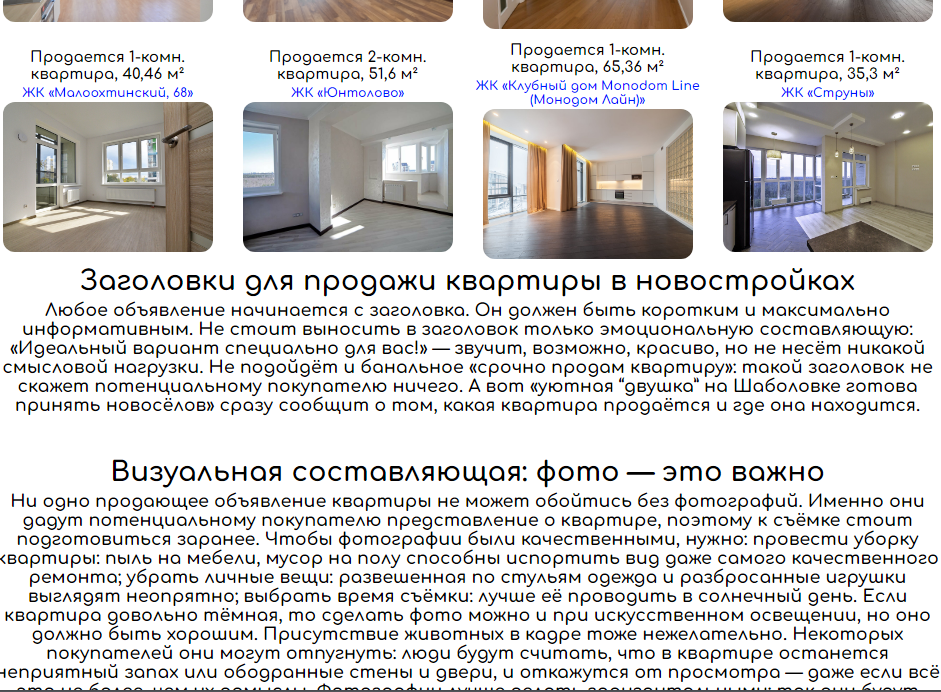 Продается 1-комн.
квартира, 40,46 м²
ЖК «Малоохтинский, 68»
Продается 2-комн.
квартира, 51,6 м²
ЖК «Юнтолово»
Продается 1-комн.
квартира, 65,36 м²
ЖК «Клубный дом Monodom Line
(Монодом Лайн)»
Продается 1-комн.
квартира, 35,3 м²
ЖК «Струны»
Заголовки для продажи квартиры в новостройках
Любое объявление начинается с заголовка. Он должен быть коротким и максимально
информативным. Не стоит выносить в заголовок только эмоциональную составляющую:
«Идеальный вариант специально для вас!» — звучит, возможно, красиво, но не несёт никакой
смысловой нагрузки. Не подойдёт и банальное «срочно продам квартиру»: такой заголовок не
скажет потенциальному покупателю ничего. А вот «уютная “двушка” на Шаболовке готова
принять новосёлов» сразу сообщит о том, какая квартира продаётся и где она находится.
Визуальная составляющая: фото — это важно
Ни одно продающее объявление квартиры не может обойтись без фотографий. Именно они
дадут потенциальному покупателю представление о квартире, поэтому к съёмке стоит
подготовиться заранее. Чтобы фотографии были качественными, нужно: провести уборку
квартиры: пыль на мебели, мусор на полу способны испортить вид даже самого качественного
ремонта; убрать личные вещи: развешенная по стульям одежда и разбросанные игрушки
выглядят неопрятно; выбрать время съёмки: лучше её проводить в солнечный день. Если
квартира довольно тёмная, то сделать фото можно и при искусственном освещении, но оно
должно быть хорошим. Присутствие животных в кадре тоже нежелательно. Некоторых
покупателей они могут отпугнуть: люди будут считать, что в квартире останется
неприятный запах или ободранные стены и двери, и откажутся от просмотра — даже если всё